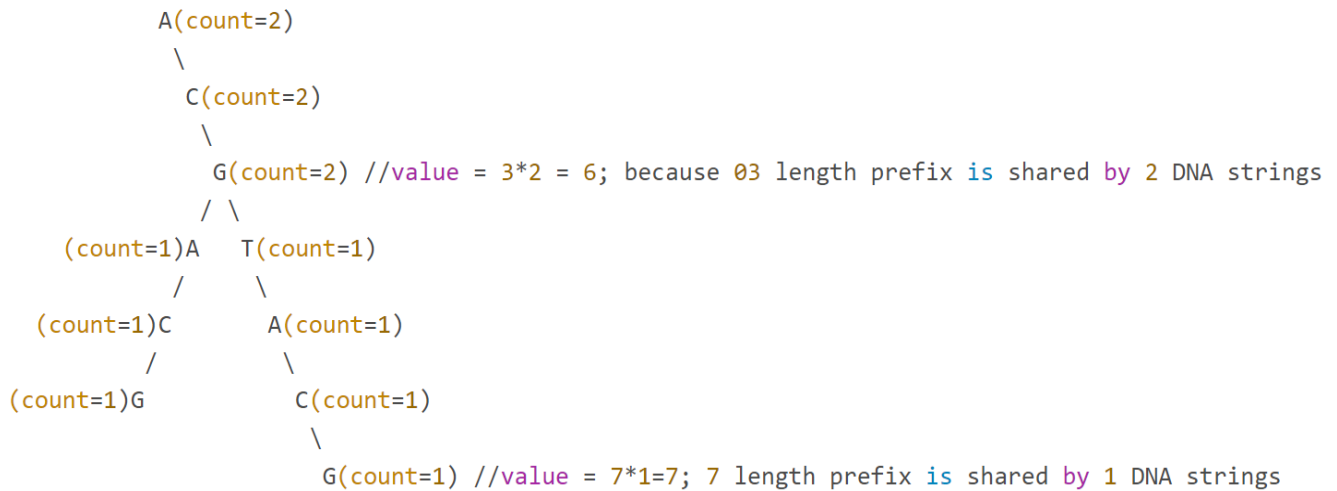 A(count=2)
\
C(count=2)
\
G(count=2) //value = 3*2 = 6; because 03 length prefix is shared by 2 DNA strings
/ \
(count=1)A T(count=1)
/ \
(count=1)C A(count=1)
/ \
(count=1)G C(count=1)
\
G(count=1) //value = 7*1=7; 7 length prefix is shared by 1 DNA strings